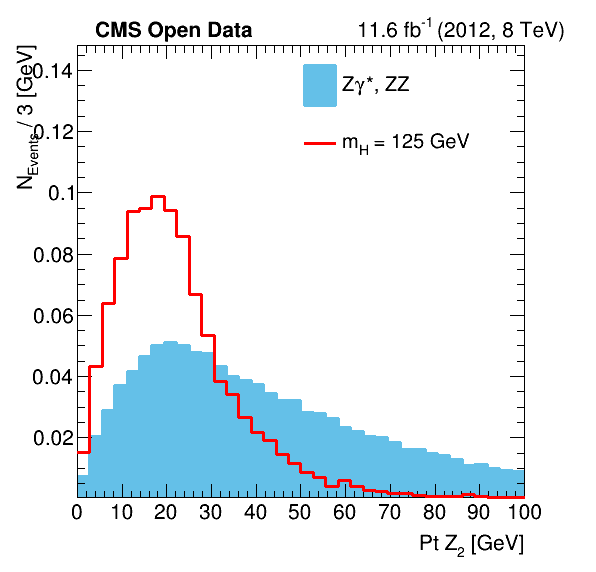 CMS Open Data 11.6 fb⁻¹ (2012, 8 TeV)
N_Events / 3 [GeV]
0.14
0.12
0.1
0.08
0.06
0.04
0.02
Zγ*, ZZ
m_H = 125 GeV
0 10 20 30 40 50 60 70 80 90 100
Pt Z₂ [GeV]